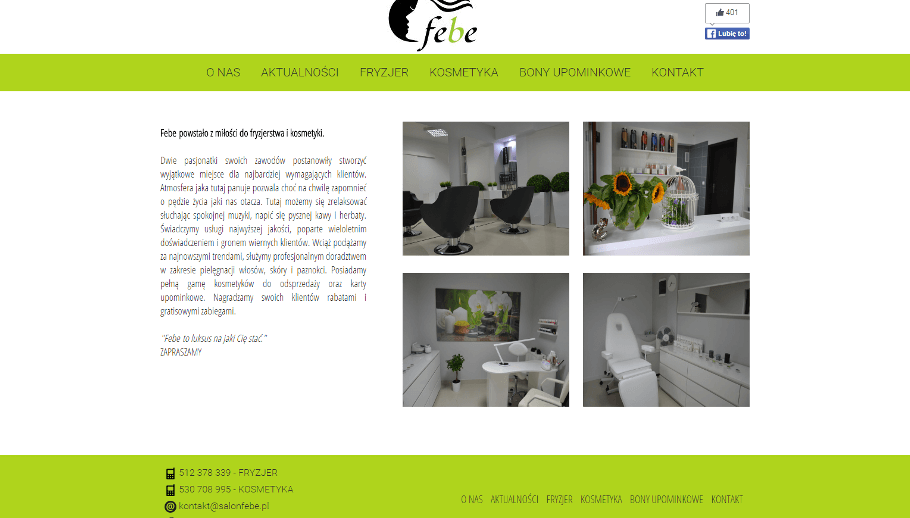 febe
401
Lubię to!
O NAS AKTUALNOŚCI FRYZJER KOSMETYKA BONY UPOMINKOWE KONTAKT
Febe powstało z miłości do fryzjerstwa i kosmetyki.
Dwie pasjonatki swoich zawodów postanowiły stworzyć
wyjątkowe miejsce dla najbardziej wymagających klientów.
Atmosfera jaka tutaj panuje pozwala choć na chwilę zapomnieć
o pędzie życia jaki nas otacza. Tutaj możemy się zrelaksować
słuchając spokojnej muzyki, napić się pysznej kawy i herbaty.
Świadczymy usługi najwyższej jakości, poparte wieloletnim
doświadczeniem i gronem wiernych klientów. Wciąż podążamy
za najnowszymi trendami, służymy profesjonalnym doradztwem
w zakresie pielęgnacji włosów, skóry i paznokci. Posiadamy
pełną gamę kosmetyków do odsprzedaży oraz karty
upominkowe. Nagradzamy swoich klientów rabatami i
gratisowymi zabiegami.
"Febe to luksus na jaki Cię stać."
ZAPRASZAMY
512 378 339 - FRYZJER
530 708 995 - KOSMETYKA
kontakt@salonfebe.pl
O NAS AKTUALNOŚCI FRYZJER KOSMETYKA BONY UPOMINKOWE KONTAKT